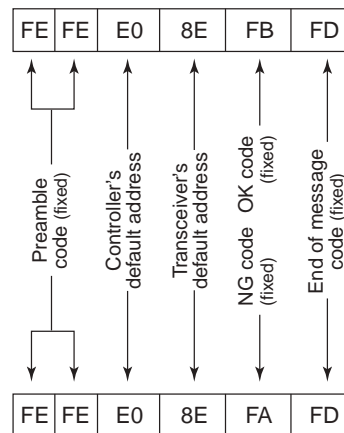 FE FE E0 8E FB FD
Preamble
code (fixed)
Controller's
default address
Transceiver's
default address
OK code
(fixed)
NG code
(fixed)
End of message
code (fixed)
FE FE E0 8E FA FD